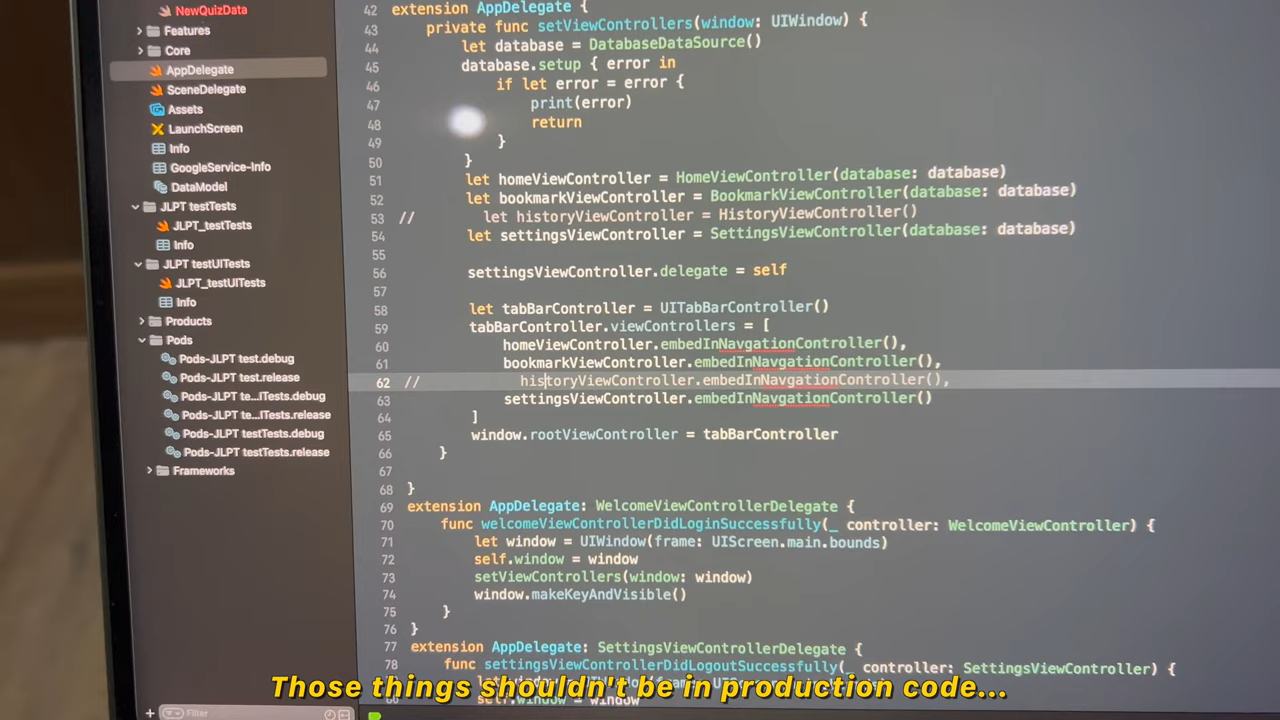 NewQuizData
Features
Core
AppDelegate
SceneDelegate
Assets
LaunchScreen
Info
GoogleService-Info
DataModel
JLPT testTests
JLPT_testTests
Info
JLPT testUITests
JLPT_testUITests
Info
Products
Pods
Pods-JLPT test.debug
Pods-JLPT test.release
Pods-JLPT te...ITests.debug
Pods-JLPT te...ITests.release
Pods-JLPT testTests.debug
Pods-JLPT testTests.release
Frameworks
Filter
42 extension AppDelegate {
43 private func setViewControllers(window: UIWindow) {
44 let database = DatabaseDataSource()
45 database.setup { error in
46 if let error = error {
47 print(error)
48 return
49 }
50 }
51 let homeViewController = HomeViewController(database: database)
52 let bookmarkViewController = BookmarkViewController(database: database)
53 // let historyViewController = HistoryViewController()
54 let settingsViewController = SettingsViewController(database: database)
55
56 settingsViewController.delegate = self
57
58 let tabBarController = UITabBarController()
59 tabBarController.viewControllers = [
60 homeViewController.embedInNavgationController(),
61 bookmarkViewController.embedInNavgationController(),
62 // historyViewController.embedInNavgationController(),
63 settingsViewController.embedInNavgationController()
64 ]
65 window.rootViewController = tabBarController
66 }
67
68 }
69 extension AppDelegate: WelcomeViewControllerDelegate {
70 func welcomeViewControllerDidLoginSuccessfully(_ controller: WelcomeViewController) {
71 let window = UIWindow(frame: UIScreen.main.bounds)
72 self.window = window
73 setViewControllers(window: window)
74 window.makeKeyAndVisible()
75 }
76 }
77 extension AppDelegate: SettingsViewControllerDelegate {
78 func settingsViewControllerDidLogoutSuccessfully(_ controller: SettingsViewController) {
self.window = window
Those things shouldn't be in production code...